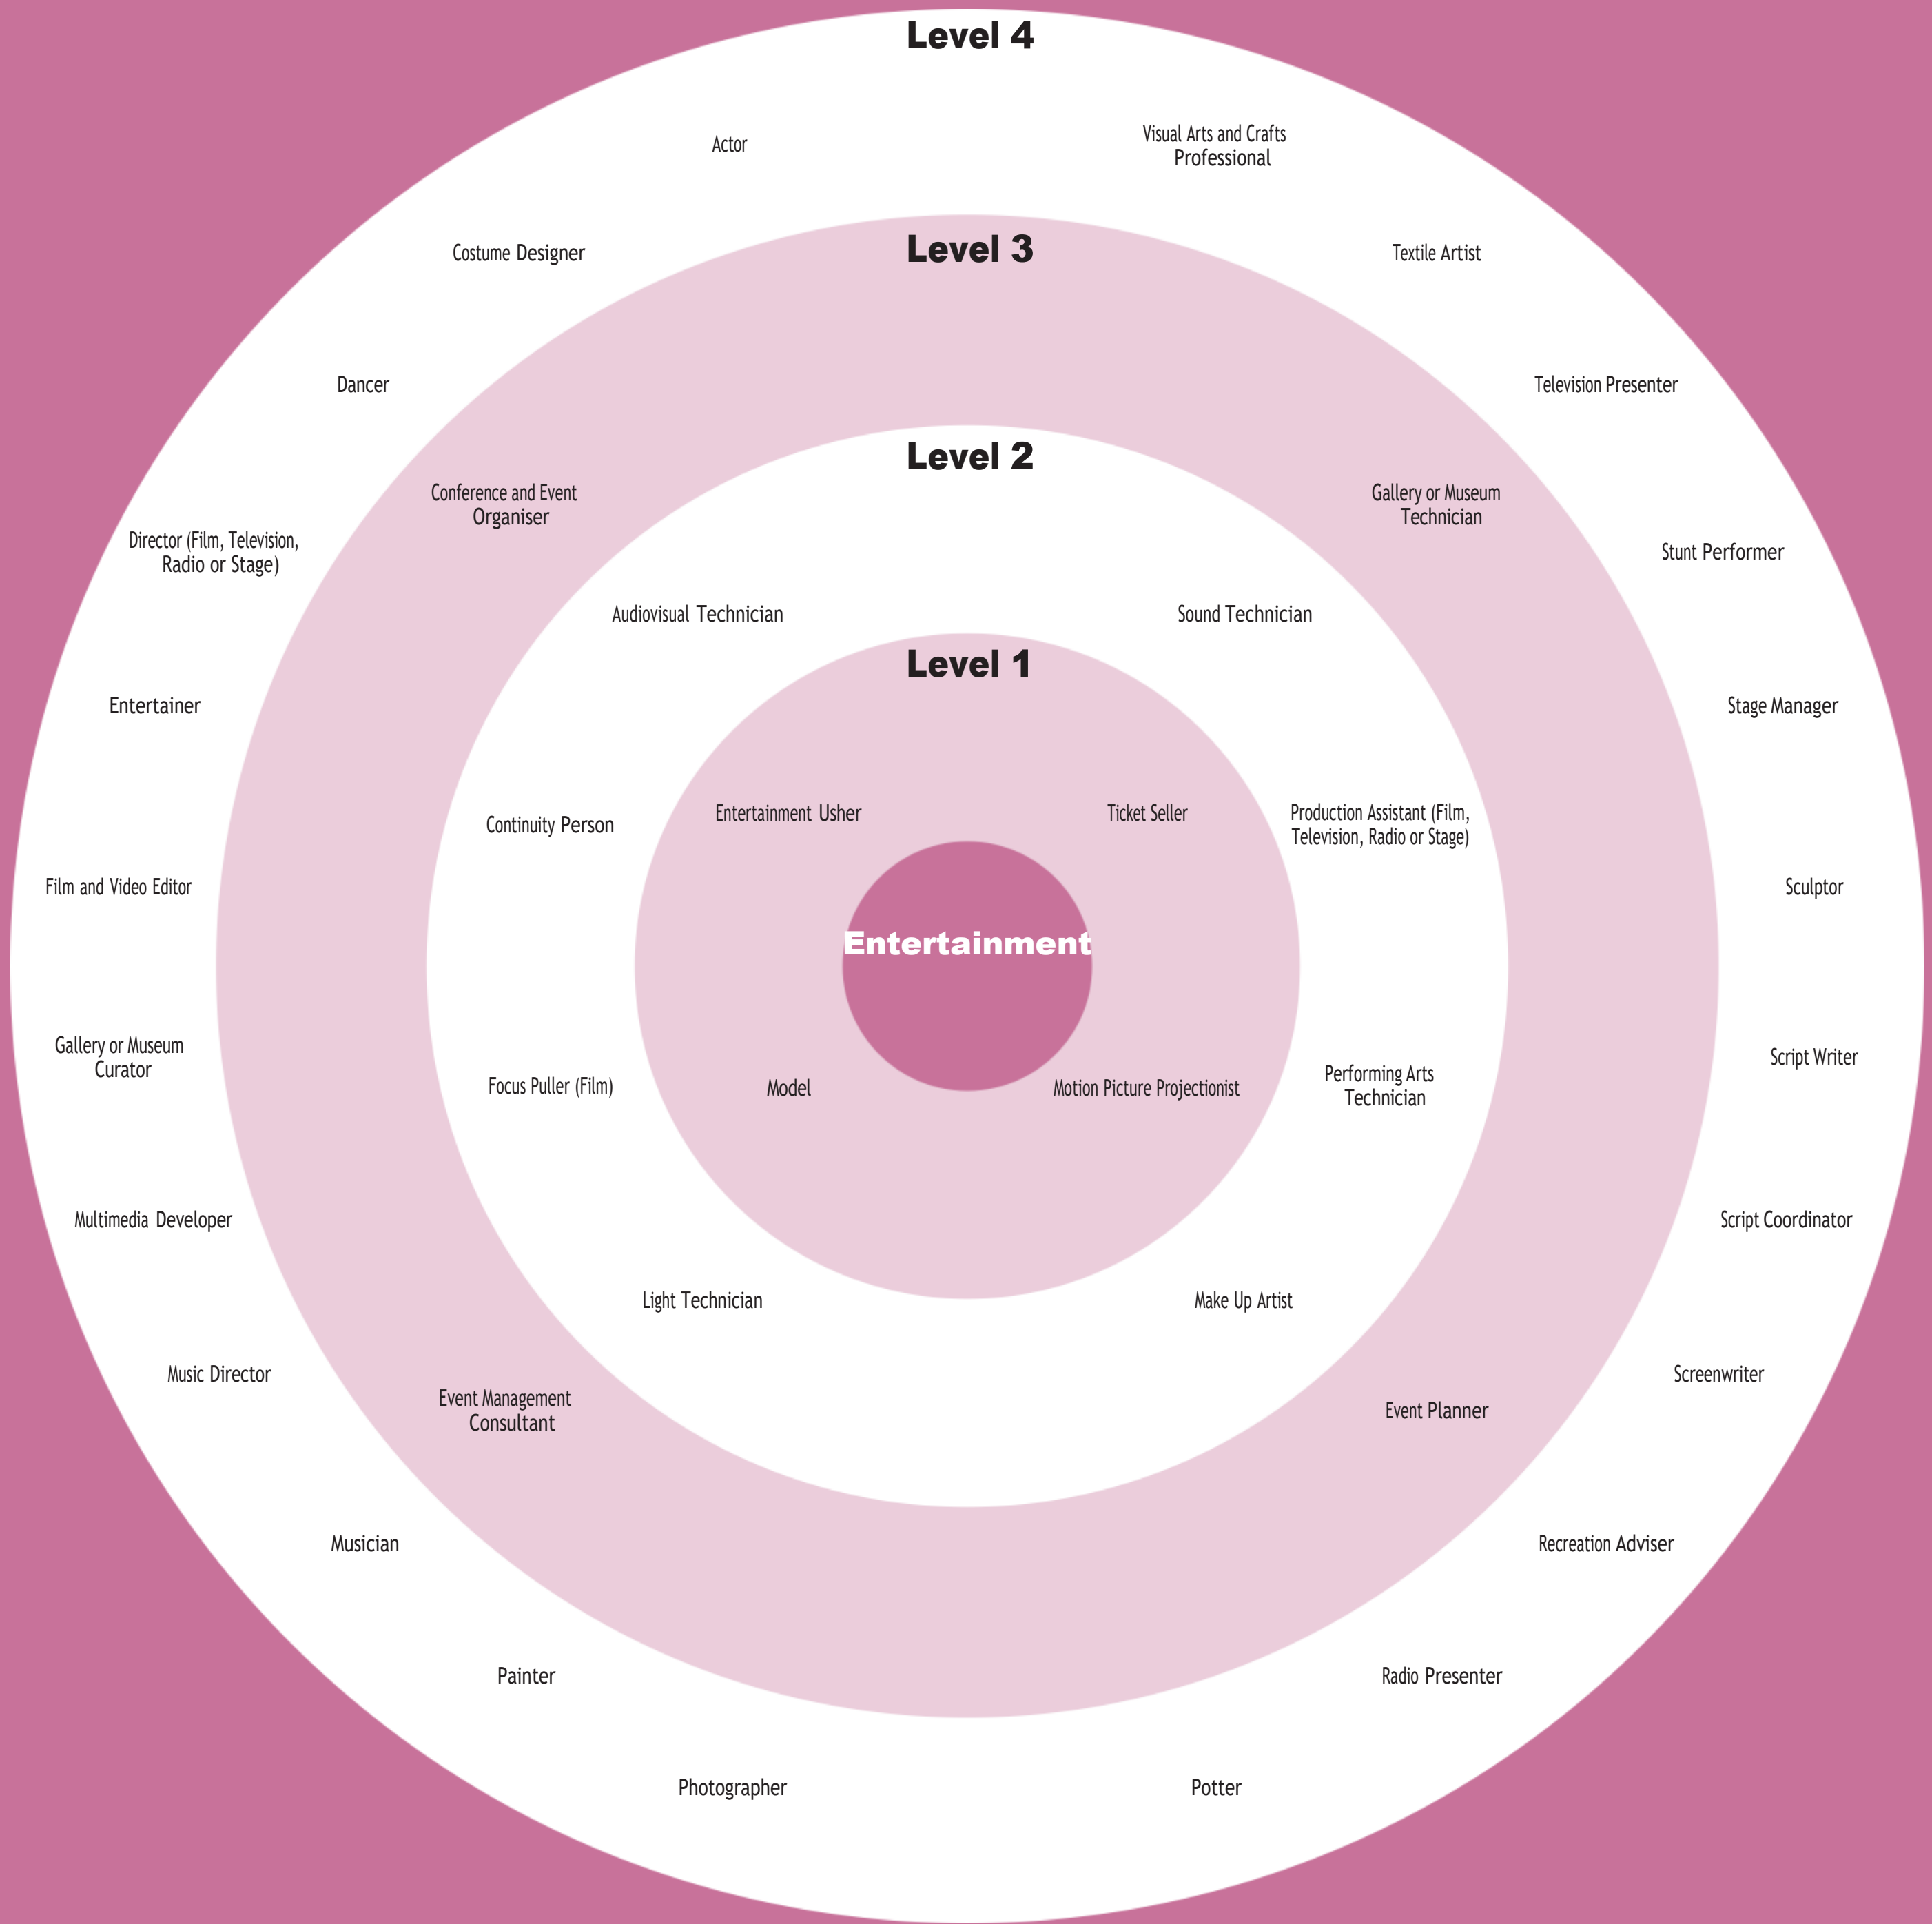 Level 4
Actor
Visual Arts and Crafts
Professional
Costume Designer
Textile Artist
Dancer
Television Presenter
Director (Film, Television,
Radio or Stage)
Stunt Performer
Entertainer
Stage Manager
Film and Video Editor
Sculptor
Gallery or Museum
Curator
Script Writer
Multimedia Developer
Script Coordinator
Music Director
Screenwriter
Musician
Recreation Adviser
Painter
Radio Presenter
Photographer
Potter
Level 3
Conference and Event
Organiser
Gallery or Museum
Technician
Event Management
Consultant
Event Planner
Level 2
Audiovisual Technician
Sound Technician
Continuity Person
Production Assistant (Film,
Television, Radio or Stage)
Focus Puller (Film)
Performing Arts
Technician
Light Technician
Make Up Artist
Level 1
Entertainment Usher
Ticket Seller
Model
Motion Picture Projectionist
Entertainment